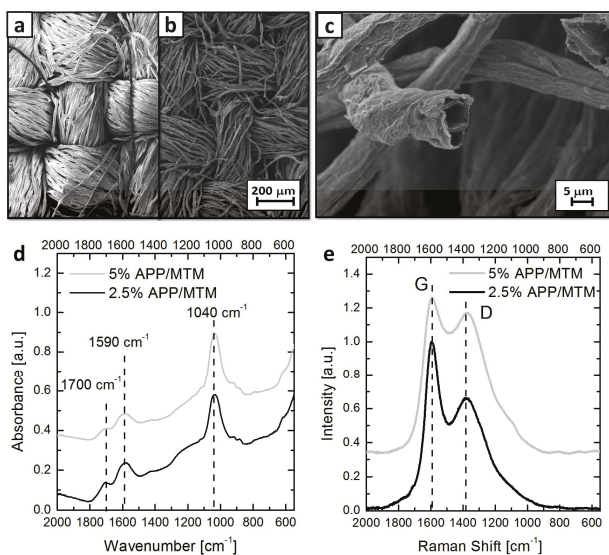 a
b
c
200 μm
5 μm
d
2000 1800 1600 1400 1200 1000 800 600
5% APP/MTM
2.5% APP/MTM
1040 cm⁻¹
1590 cm⁻¹
1700 cm⁻¹
1.2
1.0
0.8
0.6
0.4
0.2
0.0
Absorbance [a.u.]
2000 1800 1600 1400 1200 1000 800 600
Wavenumber [cm⁻¹]
e
2000 1800 1600 1400 1200 1000 800 600
5% APP/MTM
2.5% APP/MTM
G
D
1.4
1.2
1.0
0.8
0.6
0.4
0.2
0.0
Intensity [a.u.]
2000 1800 1600 1400 1200 1000 800 600
Raman Shift [cm⁻¹]